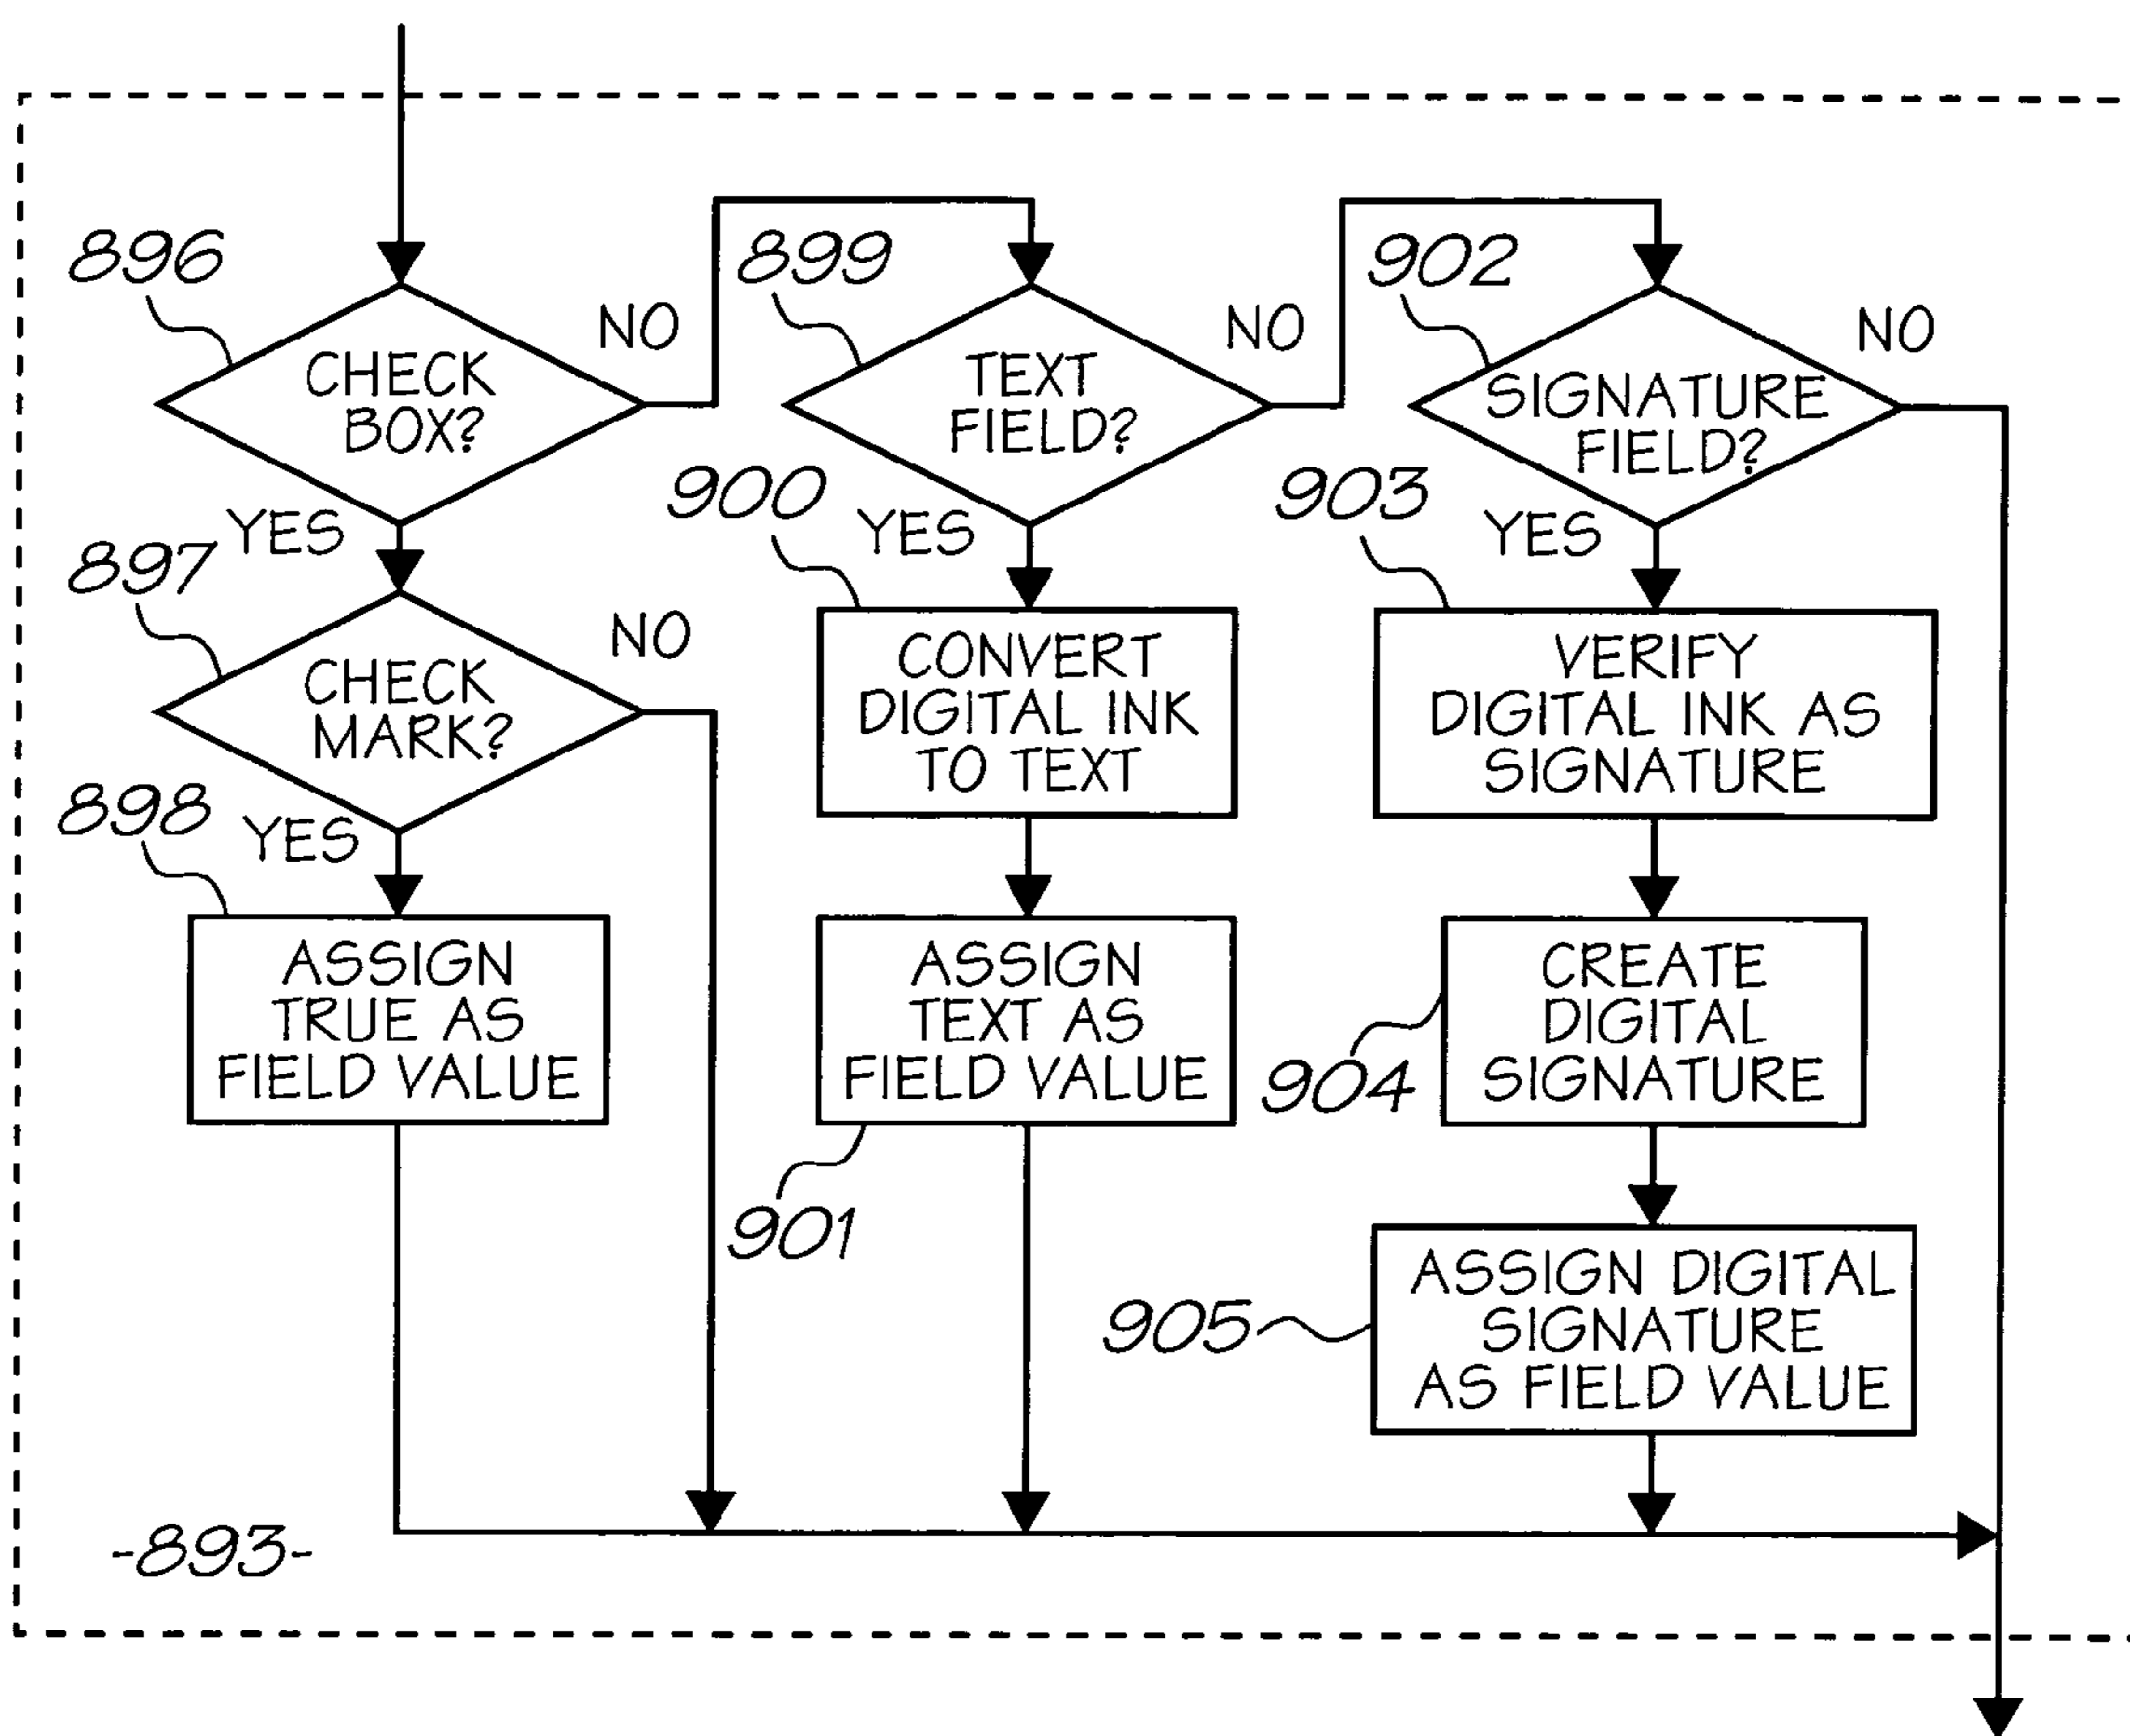 896
CHECK
BOX?
NO
YES
897
CHECK
MARK?
NO
YES
898
ASSIGN
TRUE AS
FIELD VALUE
899
TEXT
FIELD?
NO
YES
900
CONVERT
DIGITAL INK
TO TEXT
ASSIGN
TEXT AS
FIELD VALUE
901
902
SIGNATURE
FIELD?
NO
YES
903
VERIFY
DIGITAL INK AS
SIGNATURE
CREATE
DIGITAL
SIGNATURE
904
ASSIGN DIGITAL
SIGNATURE
AS FIELD VALUE
905
-893-